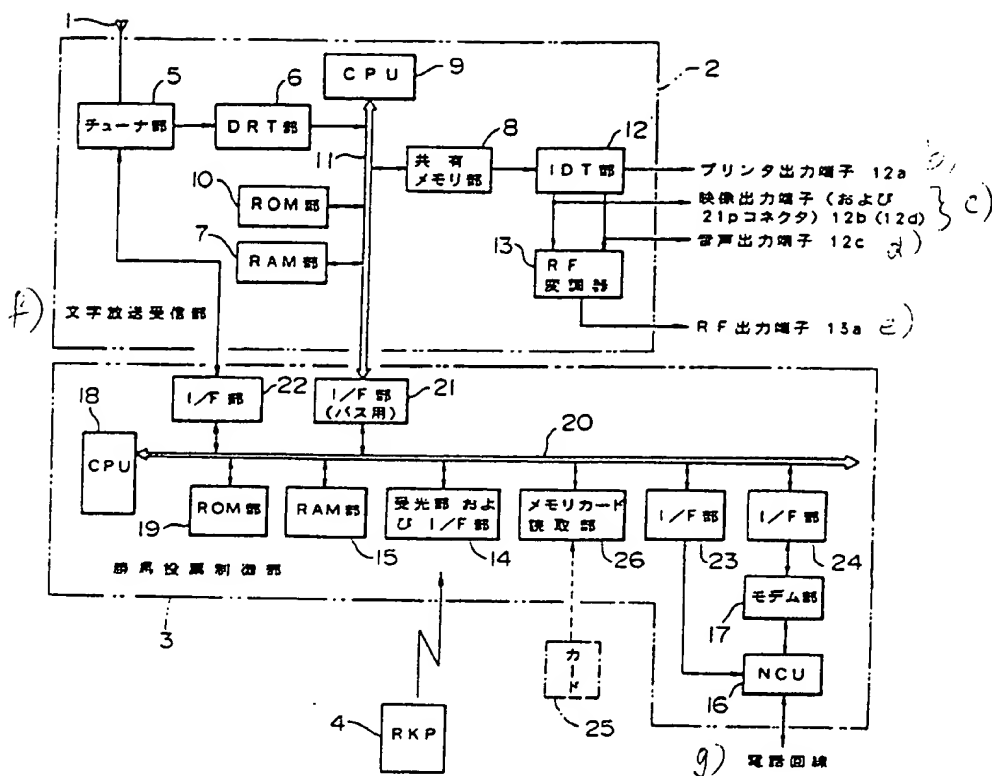 1
2
5
6
CPU
9
チューナ部
DRT部
8
12
11
共有
メモリ部
IDT部
プリンタ出力端子 12a
10
ROM部
映像出力端子 (および
21pコネクタ) 12b (12d)
c)
7
RAM部
13
RF
変調部
音声出力端子 12c
d)
f)
文字放送受信部
RF出力端子 13a
e)
18
I/F部
22
I/F部
(バス用)
21
CPU
20
19
ROM部
RAM部
15
受光部 およ
び I/F部
14
メモリカード
読取部
26
I/F部
23
I/F部
24
勝馬投票制御部
3
17
モデム部
カード
25
16
NCU
4
RKP
g)
電話回線